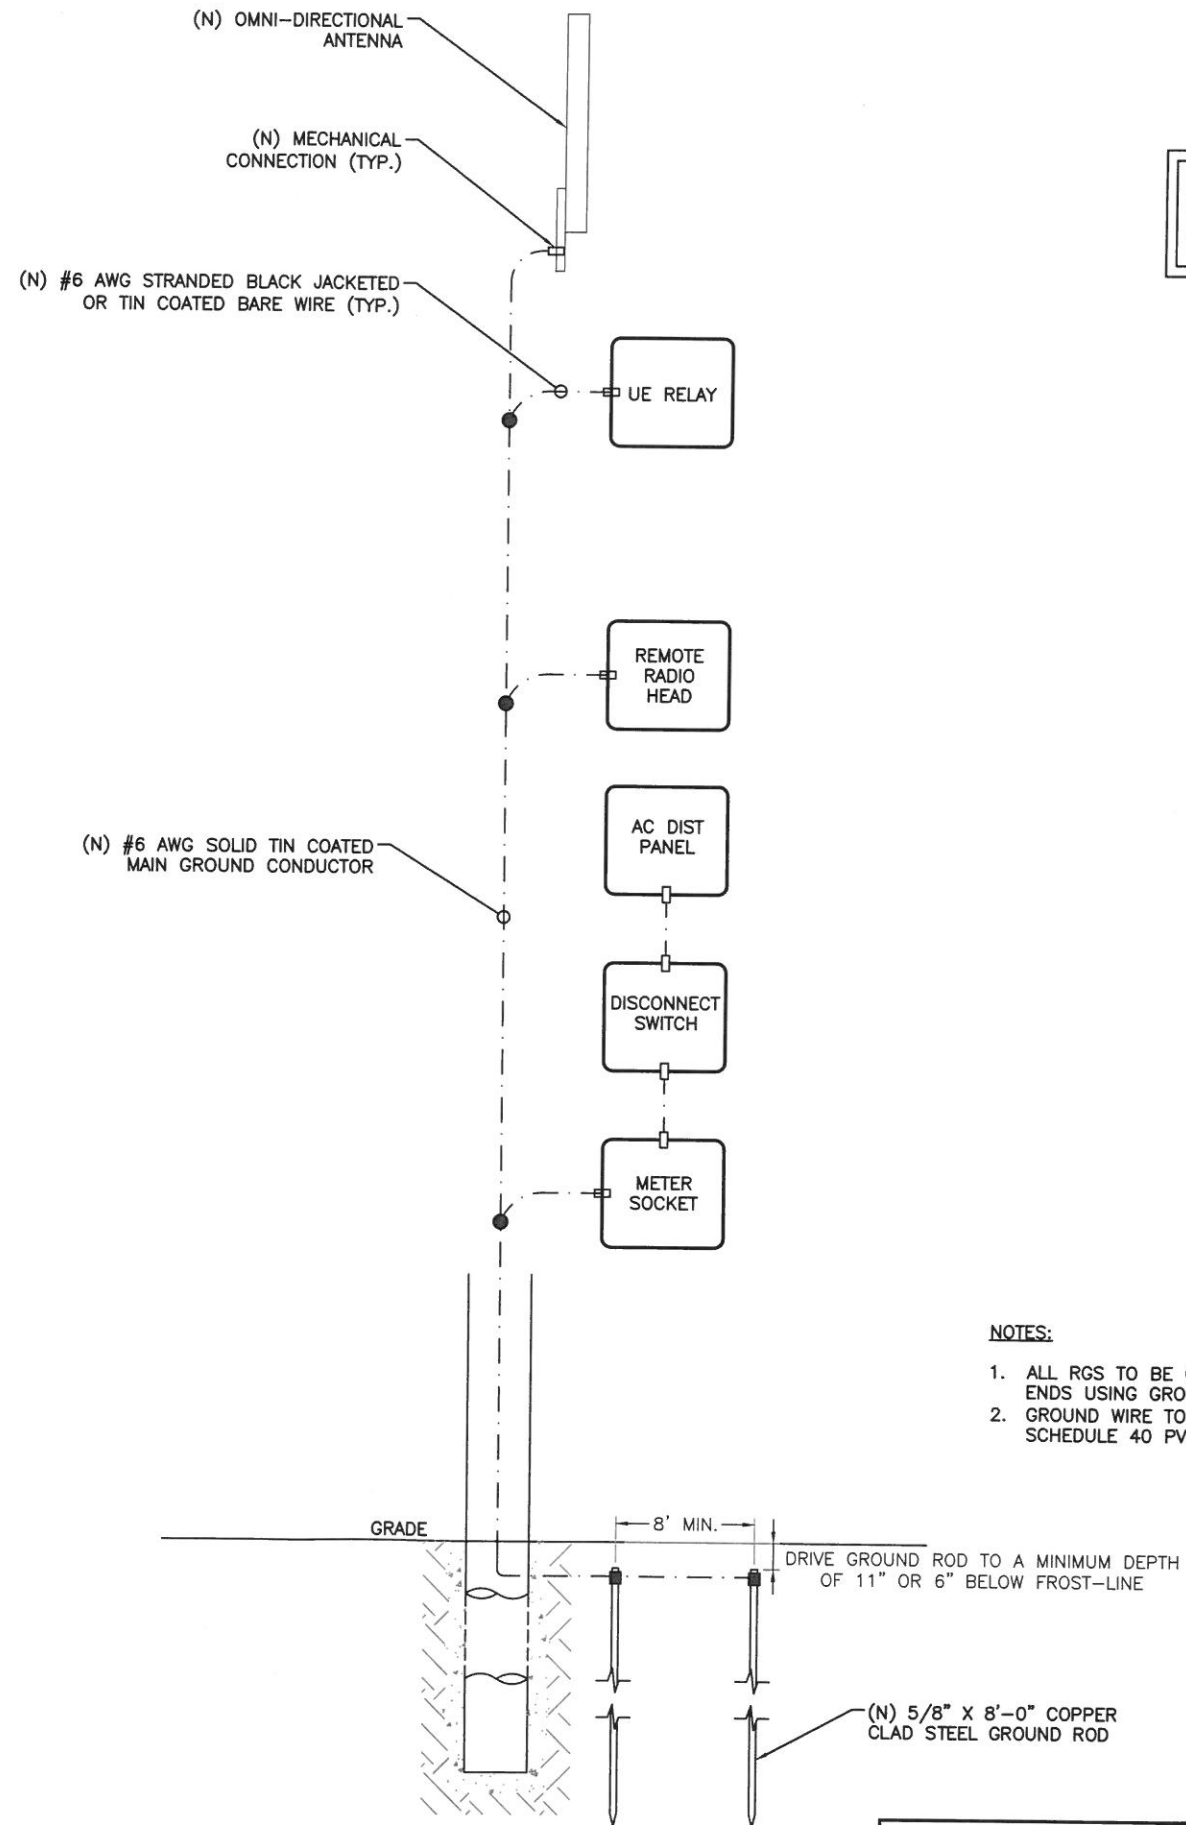 (N) OMNI-DIRECTIONAL
ANTENNA
(N) MECHANICAL
CONNECTION (TYP.)
(N) #6 AWG STRANDED BLACK JACKETED
OR TIN COATED BARE WIRE (TYP.)
UE RELAY
REMOTE
RADIO
HEAD
(N) #6 AWG SOLID TIN COATED
MAIN GROUND CONDUCTOR
AC DIST
PANEL
DISCONNECT
SWITCH
METER
SOCKET
NOTES:
1. ALL RGS TO BE
ENDS USING
2. GROUND WIRE TO
SCHEDULE 40
GRADE
8' MIN.
DRIVE GROUND ROD TO A MINIMUM DEPTH
OF 11" OR 6" BELOW FROST-LINE
(N) 5/8" X 8'-0" COPPER
CLAD STEEL GROUND ROD